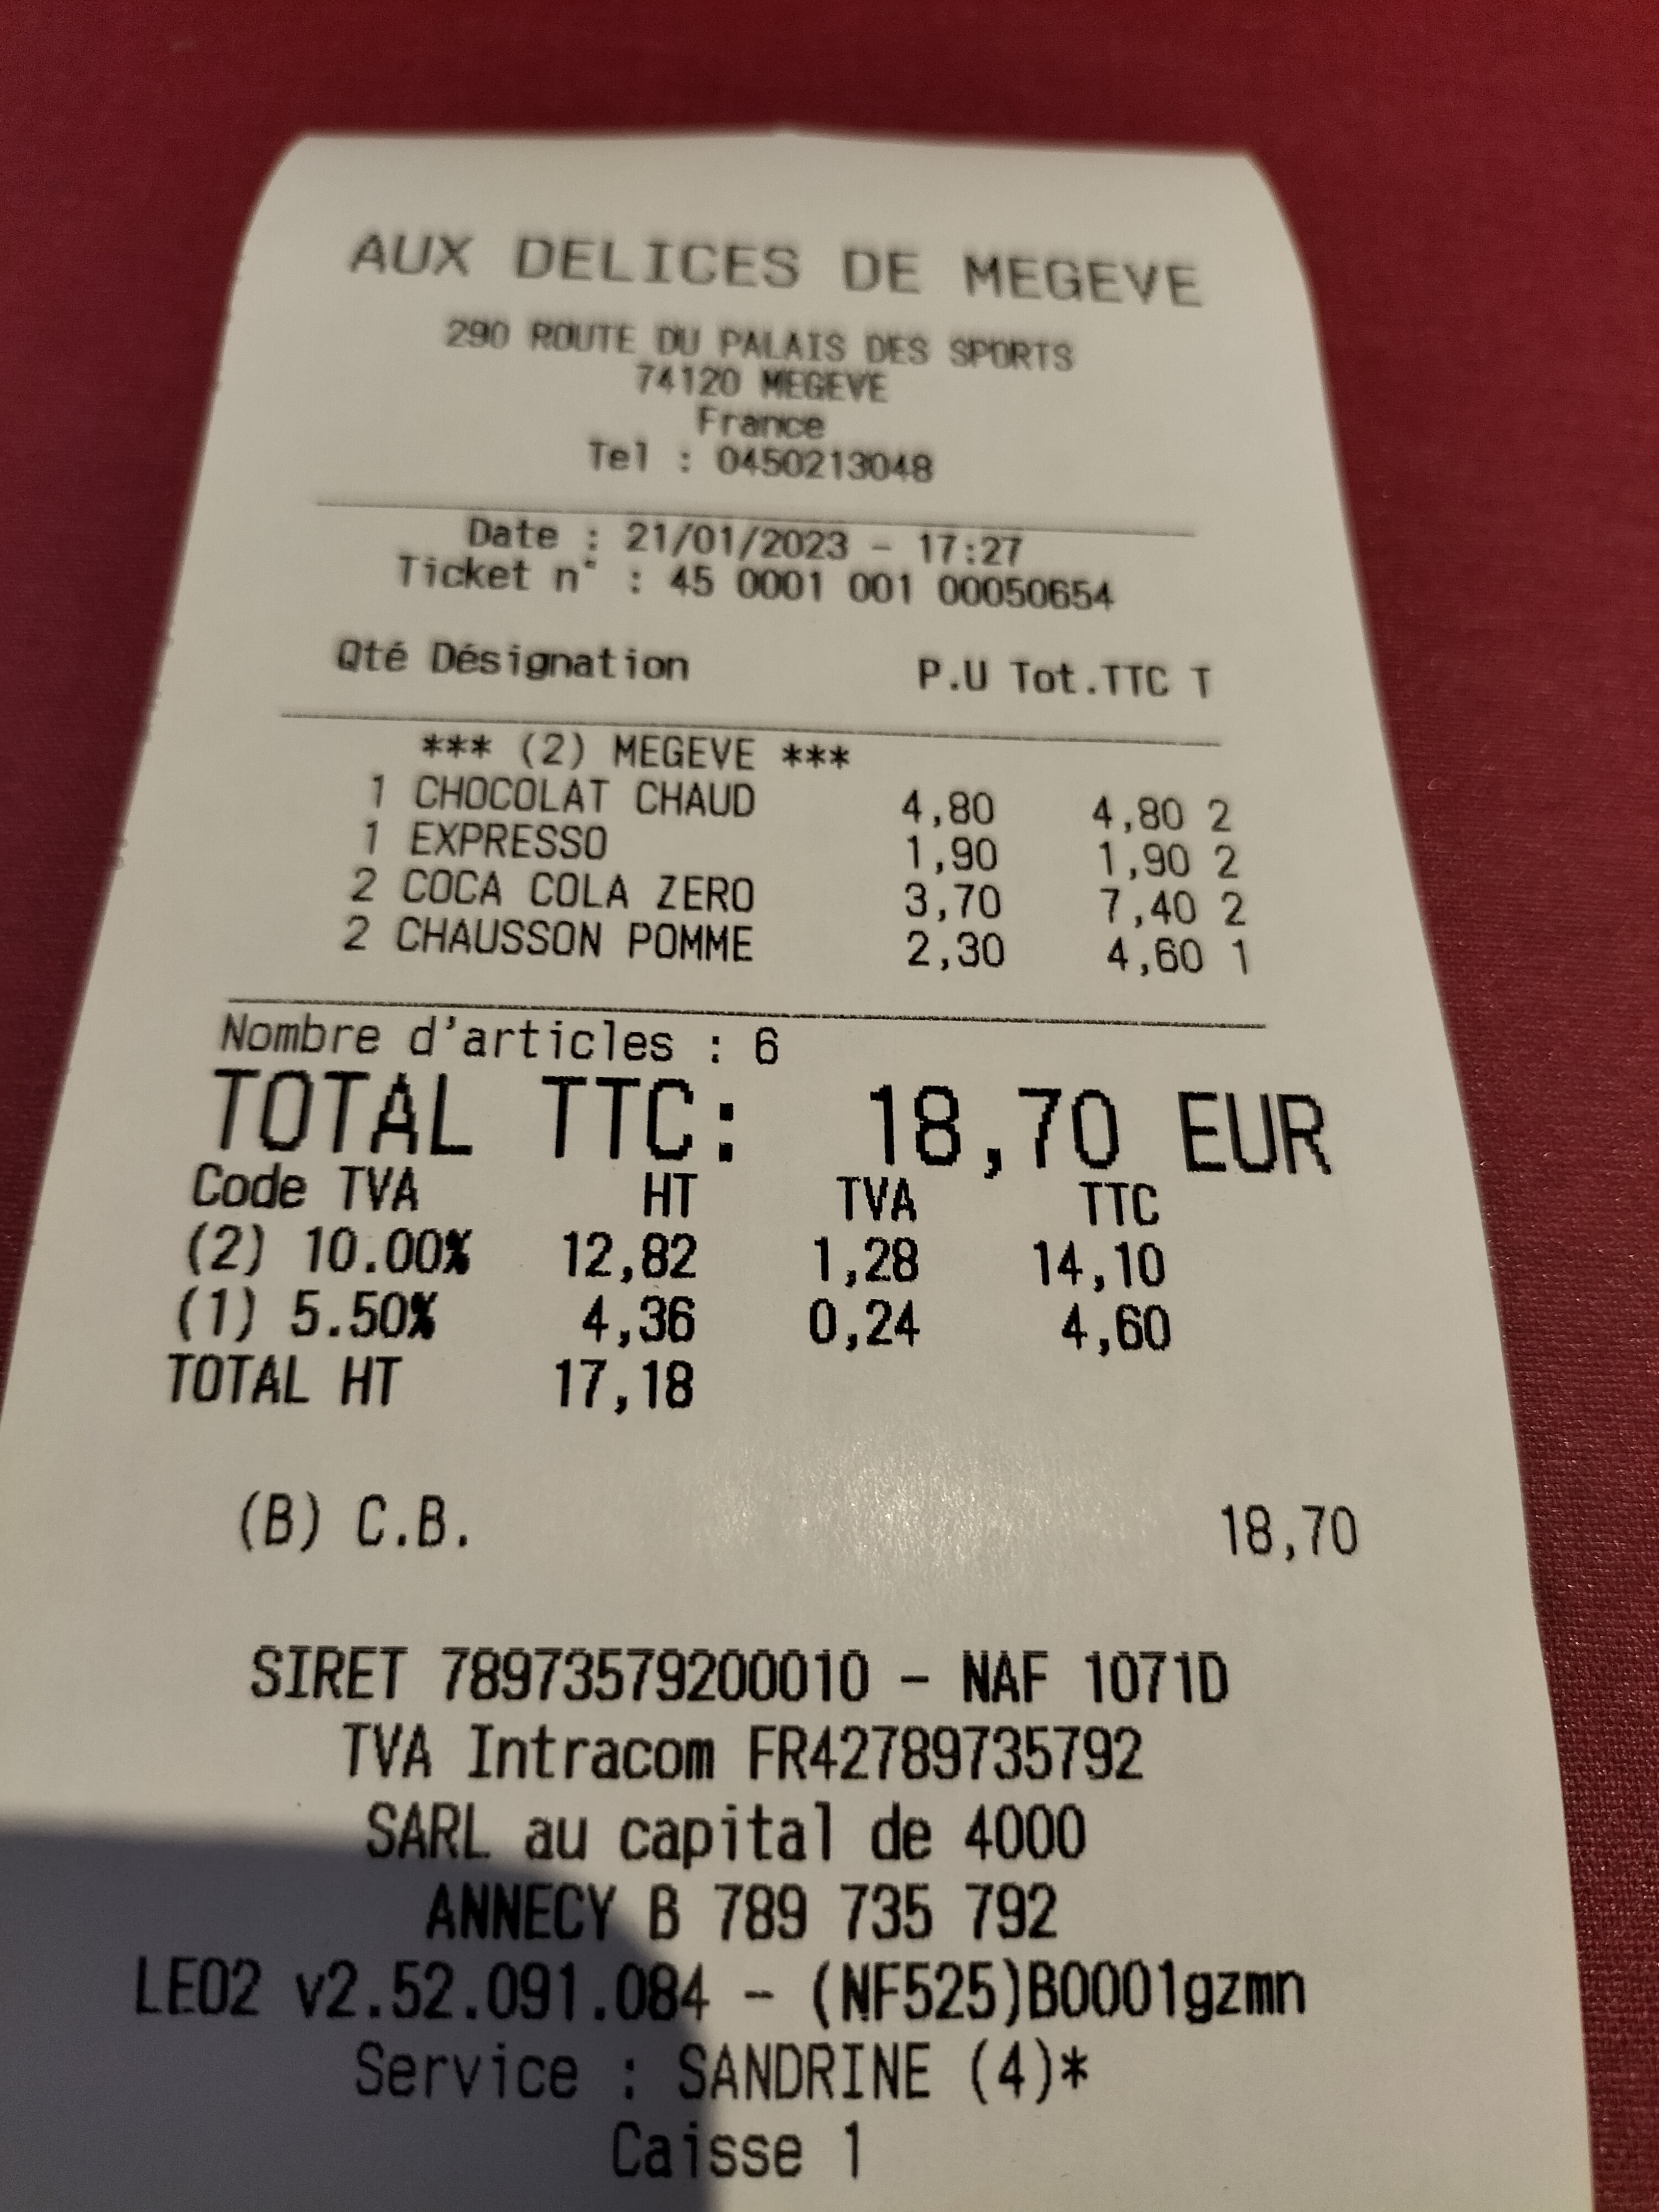 AUX DELICES DE MEGEVE
290 ROUTE DU PALAIS DES SPORTS
74120 MEGEVE
France
Tel : 0450213048
Date : 21/01/2023 - 17:27
Ticket n° : 45 0001 001 00050654
Qté Désignation P.U Tot.TTC T
*** (2) MEGEVE ***
1 CHOCOLAT CHAUD 4,80 4,80 2
1 EXPRESSO 1,90 1,90 2
2 COCA COLA ZERO 3,70 7,40 2
2 CHAUSSON POMME 2,30 4,60 1
Nombre d'articles : 6
TOTAL TTC: 18,70 EUR
Code TVA HT TVA TTC
(2) 10.00% 12,82 1,28 14,10
(1) 5.50% 4,36 0,24 4,60
TOTAL HT 17,18
(B) C.B. 18,70
SIRET 78973579200010 - NAF 1071D
TVA Intracom FR42789735792
SARL au capital de 4000
ANNECY B 789 735 792
LEO2 v2.52.091.084 - (NF525)B0001gzmn
Service : SANDRINE (4)*
Caisse 1